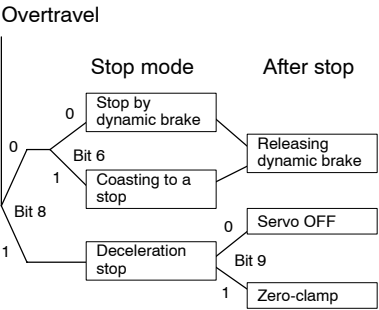 Overtravel
Stop mode
After stop
0
Stop by
dynamic brake
0
Bit 6
Releasing
dynamic brake
1
Coasting to a
stop
Bit 8
0
Servo OFF
1
Deceleration
stop
Bit 9
1
Zero-clamp